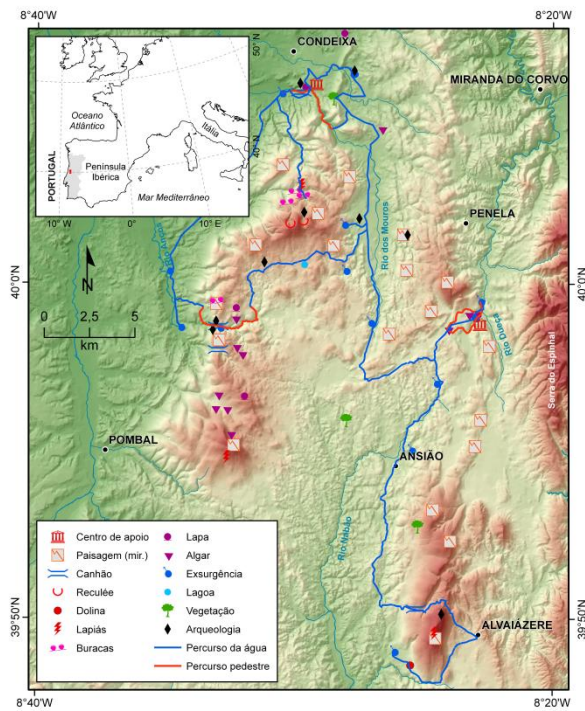 8°40'
8°20'
40° N
50° N
CONDEIXA
MIRANDA DO CORVO
Oceano
Atlântico
Itália
40° N
PORTUGAL
Península
Ibérica
Mar Mediterrâneo
10° W
0°
10° E
PENELA
Rio dos Mouros
40°0'N
N
40°0'N
0
2,5
5
km
Rio Dueça
Serra do Espinhal
POMBAL
ANSIÃO
Rio Nabão
Centro de apoio
Paisagem (mir.)
Canhão
Reculée
Dolina
Lapiás
Buracas
Lapa
Algar
Exsurgência
Lagoa
Vegetação
Arqueologia
Percurso da água
Percurso pedestre
39°50'N
39°50'N
ALVAIÁZERE
8°40'
8°20'